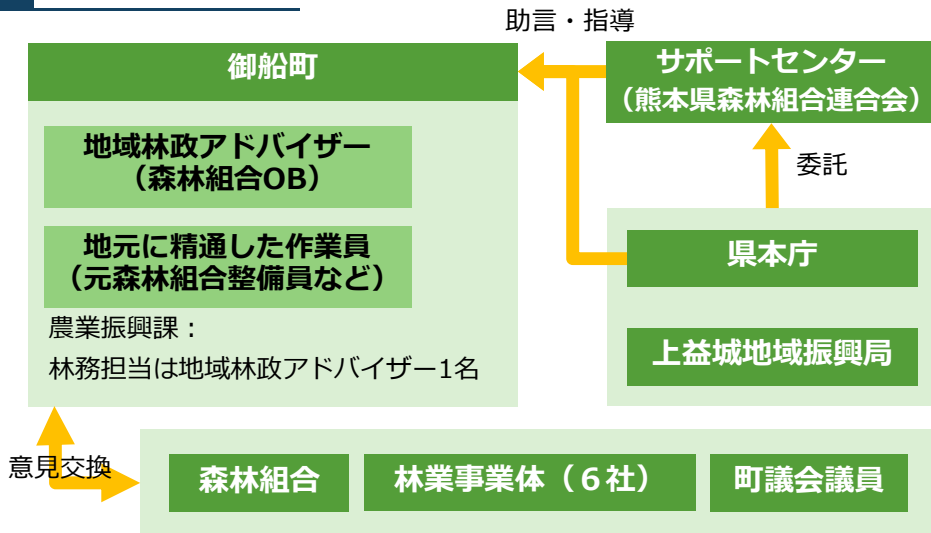 助言・指導
御船町
サポートセンター
（熊本県森林組合連合会）
地域林政アドバイザー
（森林組合OB）
委託
地元に精通した作業員
（元森林組合整備員など）
県本庁
農業振興課：
林務担当は地域林政アドバイザー1名
上益城地域振興局
意見交換
森林組合
林業事業体（６社）
町議会議員